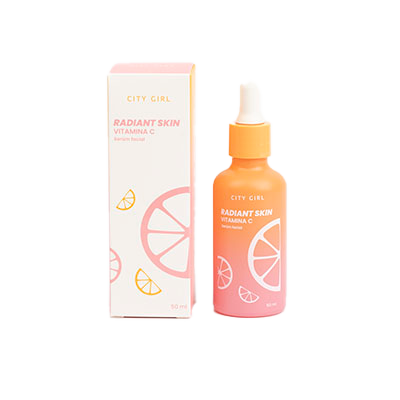 CITY GIRL
RADIANT SKIN
VITAMINA C
Serum facial
50 ml
CITY GIRL
RADIANT SKIN
VITAMINA C
Serum facial
50 ml